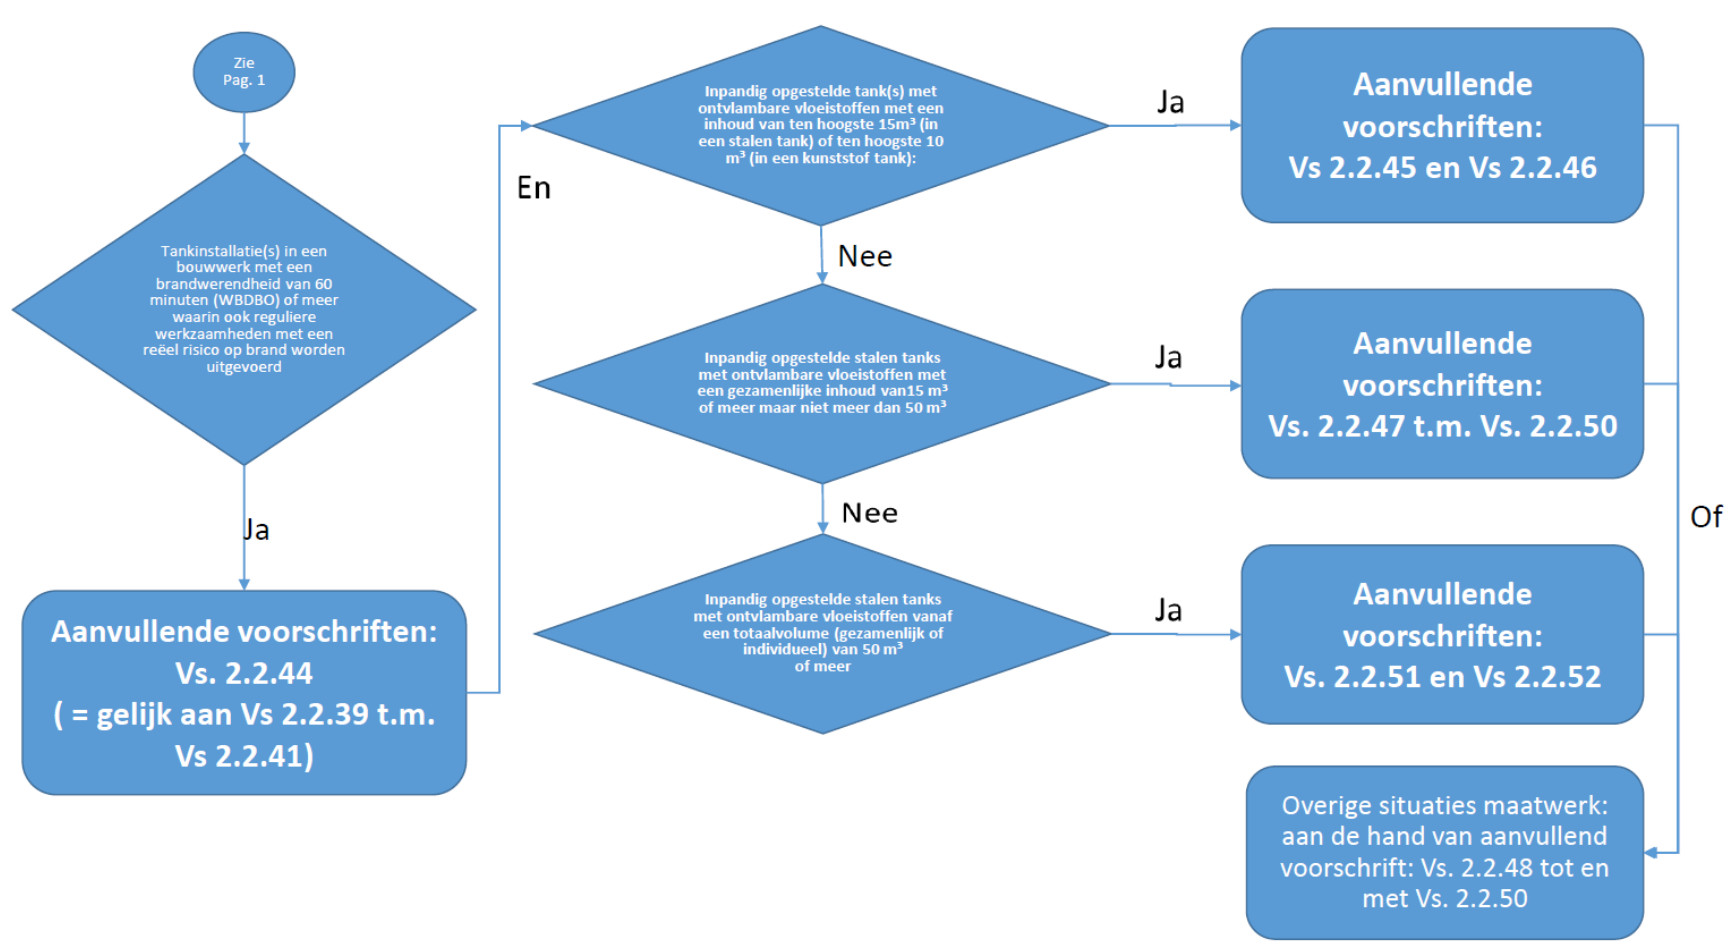 Zie
Pag. 1
Tankinstallatie(s) in een
bouwwerk met een
brandwerendheid van 60
minuten (WBDBO) of meer
waarin ook reguliere
werkzaamheden met een
reëel risico op brand worden
uitgevoerd
Ja
Aanvullende voorschriften:
Vs. 2.2.44
( = gelijk aan Vs 2.2.39 t.m.
Vs 2.2.41)
En
Inpandig opgestelde tank(s) met
ontvlambare vloeistoffen met een
inhoud van ten hoogste 15m³ (in
een stalen tank) of ten hoogste 10
m³ (in een kunststof tank):
Ja
Aanvullende
voorschriften:
Vs 2.2.45 en Vs 2.2.46
Nee
Inpandig opgestelde stalen tanks
met ontvlambare vloeistoffen met
een gezamenlijke inhoud van15 m³
of meer maar niet meer dan 50 m³
Ja
Aanvullende
voorschriften:
Vs. 2.2.47 t.m. Vs. 2.2.50
Nee
Inpandig opgestelde stalen tanks
met ontvlambare vloeistoffen vanaf
een totaalvolume (gezamenlijk of
individueel) van 50 m³
of meer
Ja
Aanvullende
voorschriften:
Vs. 2.2.51 en Vs 2.2.52
Of
Overige situaties maatwerk:
aan de hand van aanvullend
voorschrift: Vs. 2.2.48 tot en
met Vs. 2.2.50